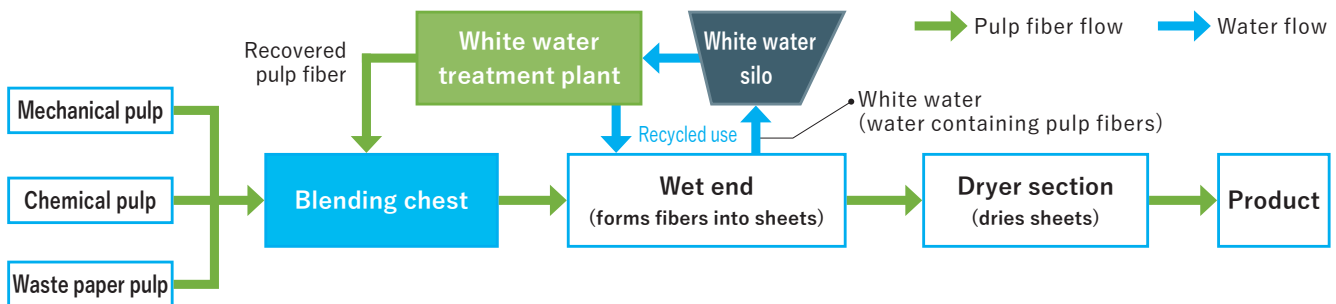 Pulp fiber flow
Water flow
Recovered
pulp fiber
White water
treatment plant
White water
silo
Mechanical pulp
Chemical pulp
Waste paper pulp
Recycled use
White water
(water containing pulp fibers)
Blending chest
Wet end
(forms fibers into sheets)
Dryer section
(dries sheets)
Product